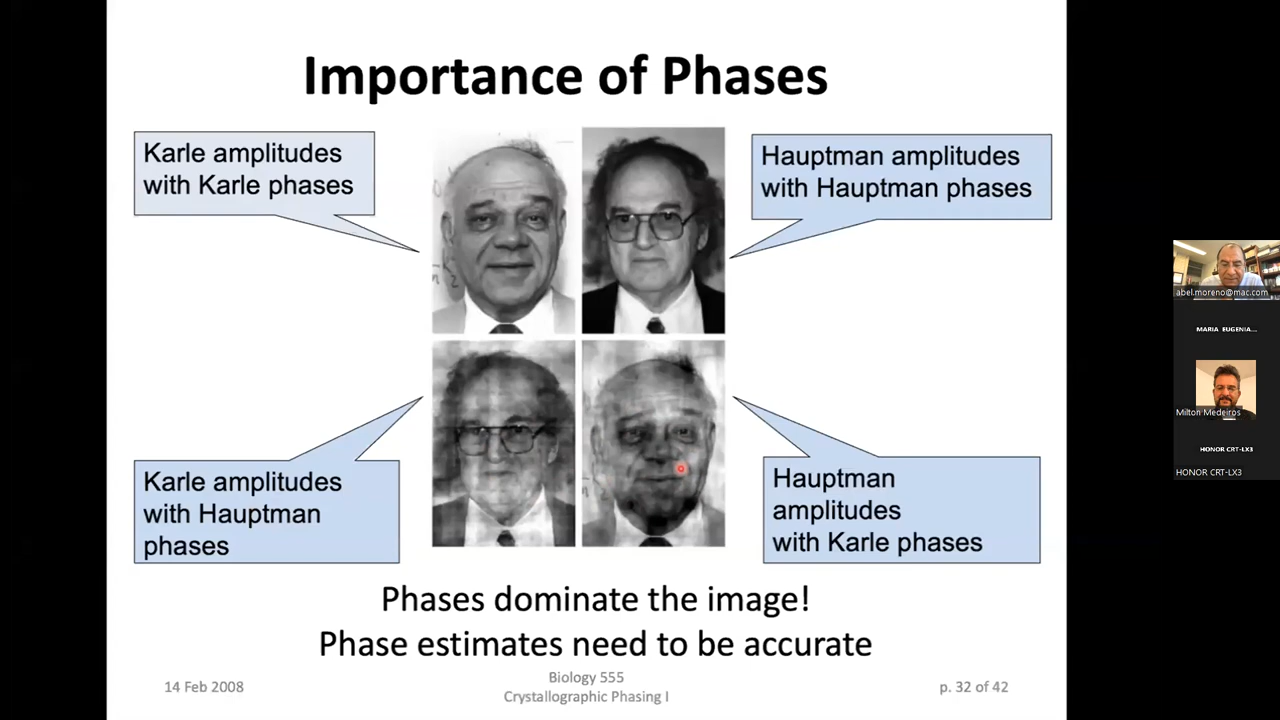 Importance of Phases
Karle amplitudes
with Karle phases
Hauptman amplitudes
with Hauptman phases
Karle amplitudes
with Hauptman
phases
Hauptman
amplitudes
with Karle phases
Phases dominate the image!
Phase estimates need to be accurate
14 Feb 2008
Biology 555
Crystallographic Phasing I
p. 32 of 42
abel.moreno@mac.com
MARIA EUGENIA...
Milton Medeiros
HONOR CRT-LX3
HONOR CRT-LX3